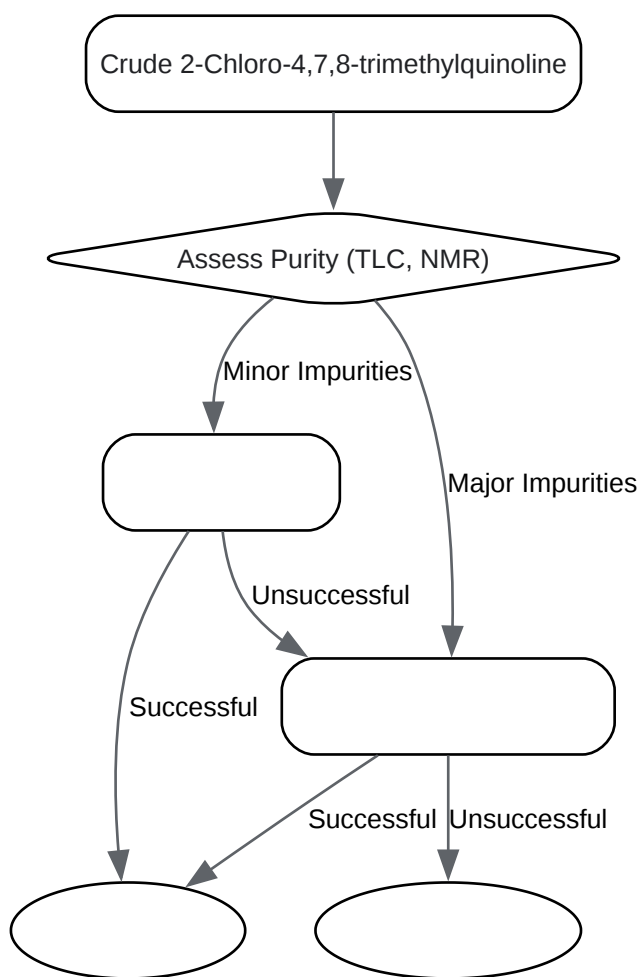 Crude 2-Chloro-4,7,8-trimethylquinoline
Assess Purity (TLC, NMR)
Minor Impurities
Major Impurities
Unsuccessful
Successful
Successful
Unsuccessful